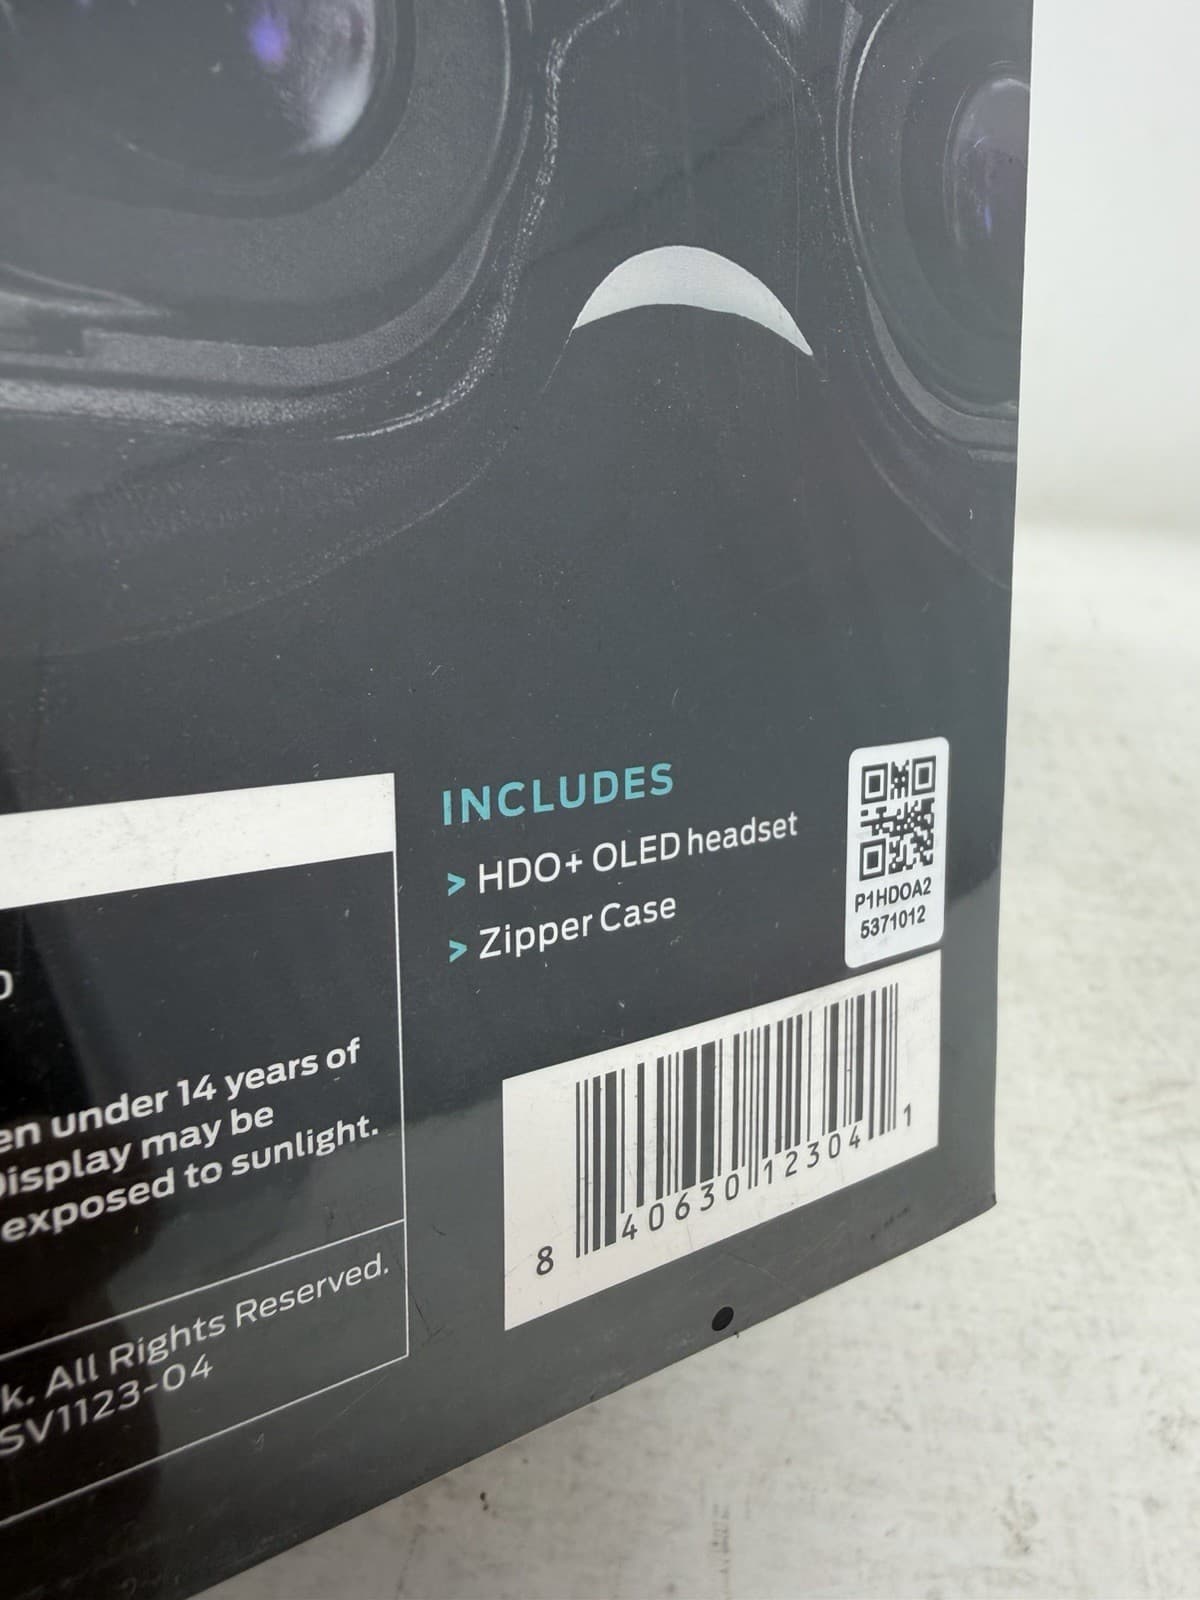 INCLUDES
> HDO+ OLED headset
> Zipper Case
P1HDOA2
5371012
en under 14 years of
isplay may be
exposed to sunlight.
k. All Rights Reserved.
SV1123-04
8 40630 12304 1